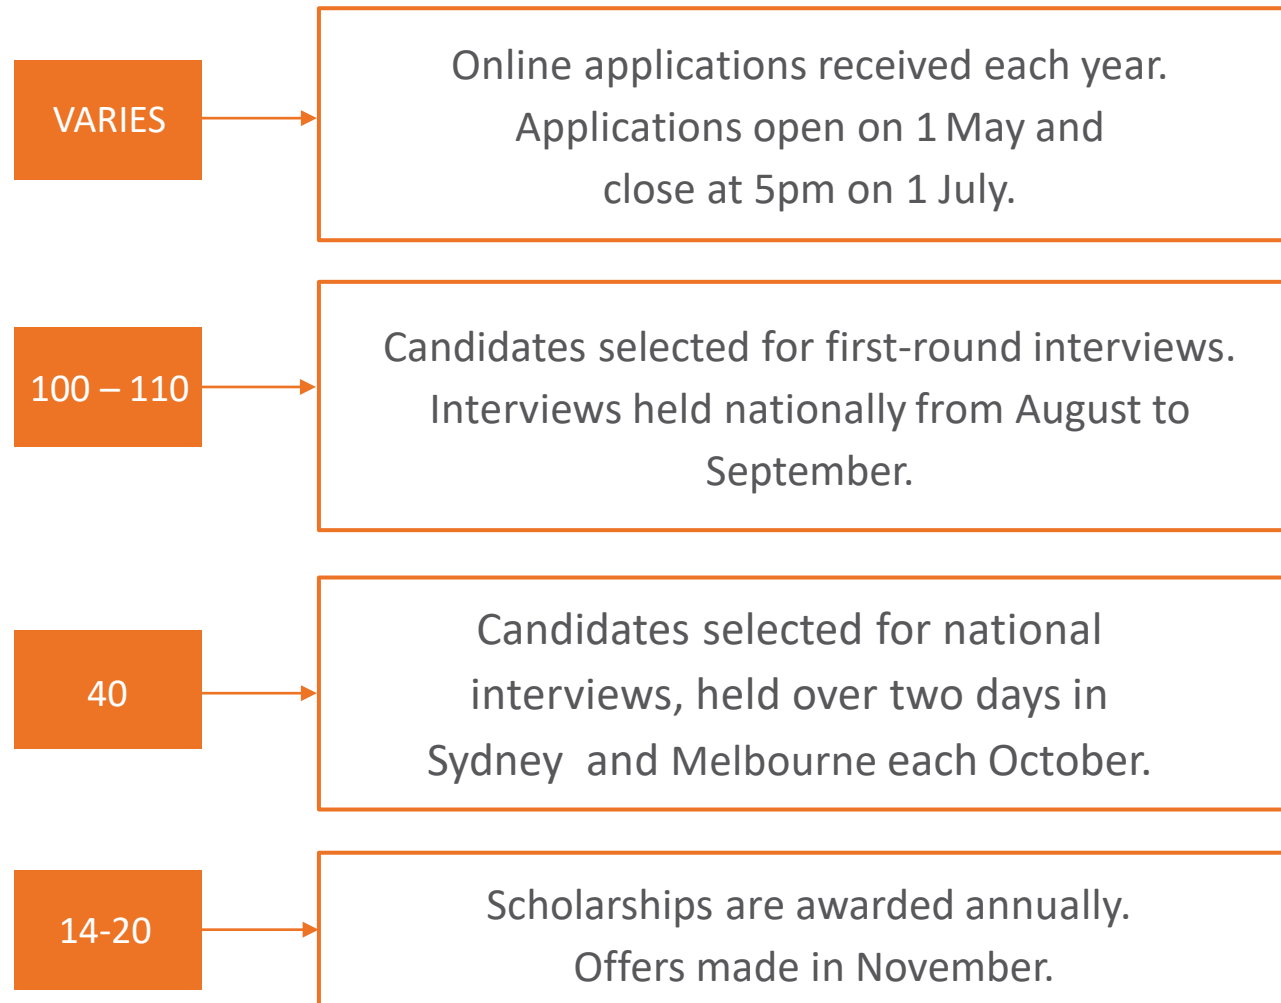 VARIES
Online applications received each year.
Applications open on 1 May and
close at 5pm on 1 July.
100 – 110
Candidates selected for first-round interviews.
Interviews held nationally from August to
September.
40
Candidates selected for national
interviews, held over two days in
Sydney and Melbourne each October.
14-20
Scholarships are awarded annually.
Offers made in November.